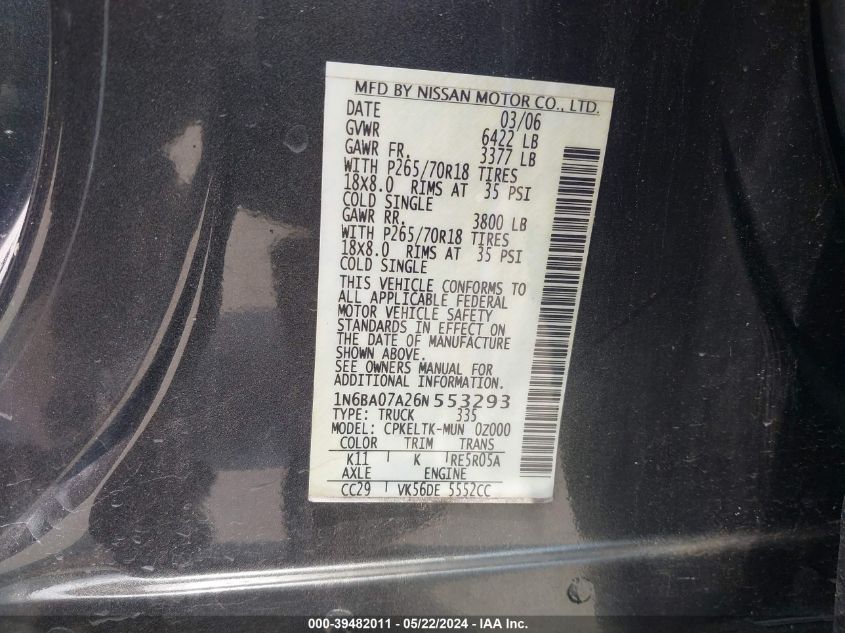 MFD BY NISSAN MOTOR CO., LTD.
DATE 03/06
GVWR 6422 LB
GAWR FR. 3377 LB
WITH P265/70R18 TIRES
18X8.0 RIMS AT 35 PSI
COLD SINGLE
GAWR RR. 3800 LB
WITH P265/70R18 TIRES
18X8.0 RIMS AT 35 PSI
COLD SINGLE
THIS VEHICLE CONFORMS TO
ALL APPLICABLE FEDERAL
MOTOR VEHICLE SAFETY
STANDARDS IN EFFECT ON
THE DATE OF MANUFACTURE
SHOWN ABOVE.
SEE OWNERS MANUAL FOR
ADDITIONAL INFORMATION.
1N6BA07A26N 553293
TYPE: TRUCK 335
MODEL: CPKELTK-MUN 0Z000
COLOR TRIM TRANS
K11 K RE5R05A
AXLE ENGINE
CC29 VK56DE 5552CC
000-39482011 - 05/22/2024 - IAA Inc.